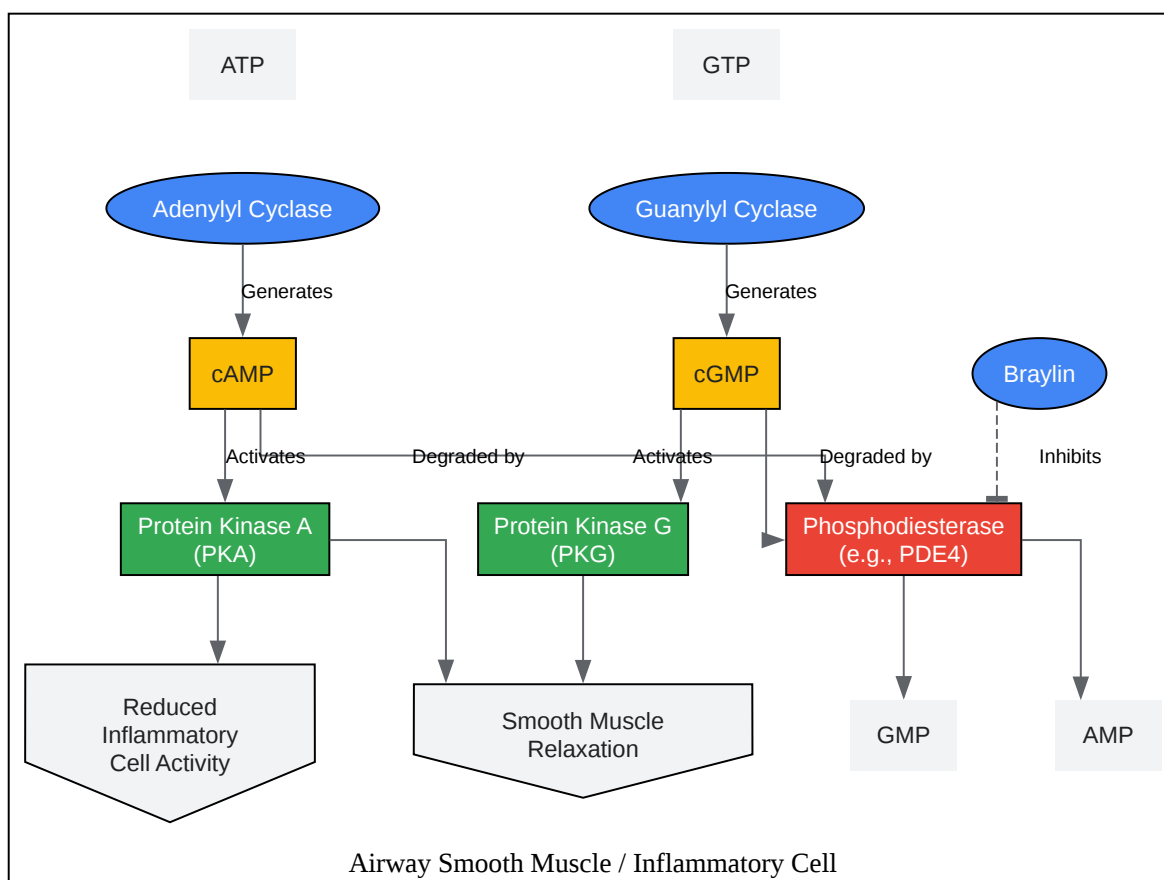 ATP
GTP
Adenylyl Cyclase
Guanylyl Cyclase
Generates
Generates
cAMP
cGMP
Braylin
Activates
Degraded by
Activates
Degraded by
Inhibits
Protein Kinase A
(PKA)
Protein Kinase G
(PKG)
Phosphodiesterase
(e.g., PDE4)
Reduced
Inflammatory
Cell Activity
Smooth Muscle
Relaxation
GMP
AMP
Airway Smooth Muscle / Inflammatory Cell